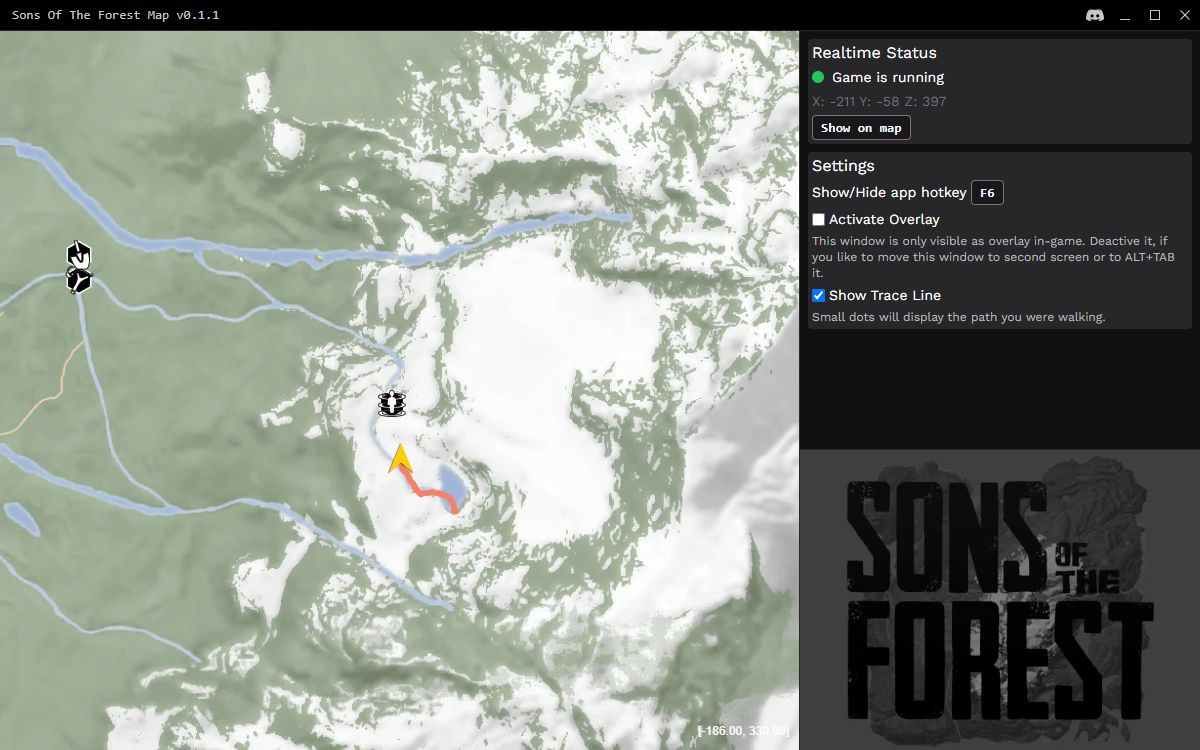 Sons Of The Forest Map v0.1.1
Realtime Status
Game is running
X: -211 Y: -58 Z: 397
Show on map
Settings
Show/Hide app hotkey F6
Activate Overlay
This window is only visible as overlay in-game. Deactive it, if
you like to move this window to second screen or to ALT+TAB
it.
Show Trace Line
Small dots will display the path you were walking.
SONS
OF
THE
FOREST
[-186.00, 330.00]